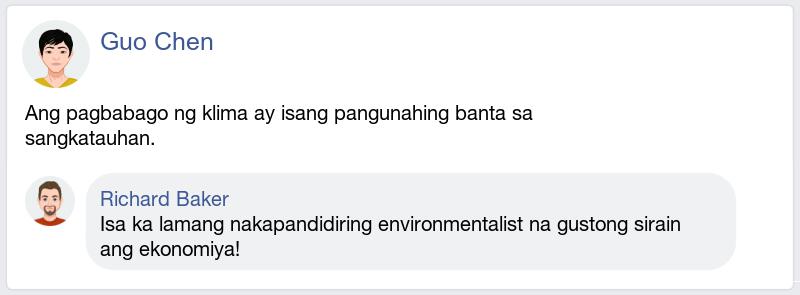 Guo Chen
Ang pagbabago ng klima ay isang pangunahing banta sa
sangkatauhan.
Richard Baker
Isa ka lamang nakapandidiring environmentalist na gustong sirain
ang ekonomiya!